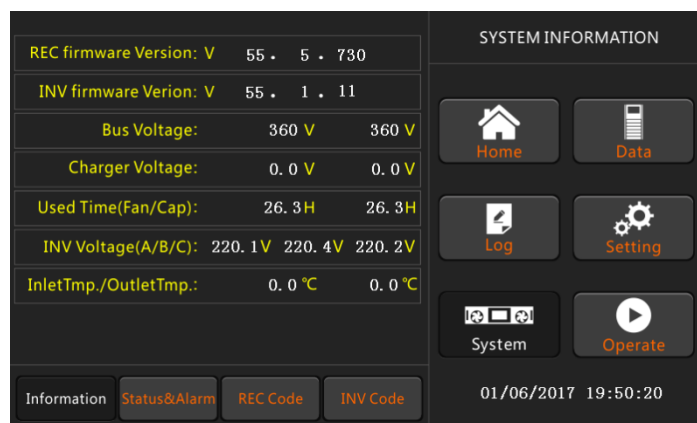 REC firmware Version: V 55. 5. 730
INV firmware Verion: V 55. 1. 11
Bus Voltage: 360 V 360 V
Charger Voltage: 0.0 V 0.0 V
Used Time(Fan/Cap): 26.3H 26.3H
INV Voltage(A/B/C): 220.1V 220.4V 220.2V
InletTmp./OutletTmp.: 0.0 ℃ 0.0 ℃
Information Status&Alarm REC Code INV Code
SYSTEM INFORMATION
Home Data
Log Setting
System Operate
01/06/2017 19:50:20